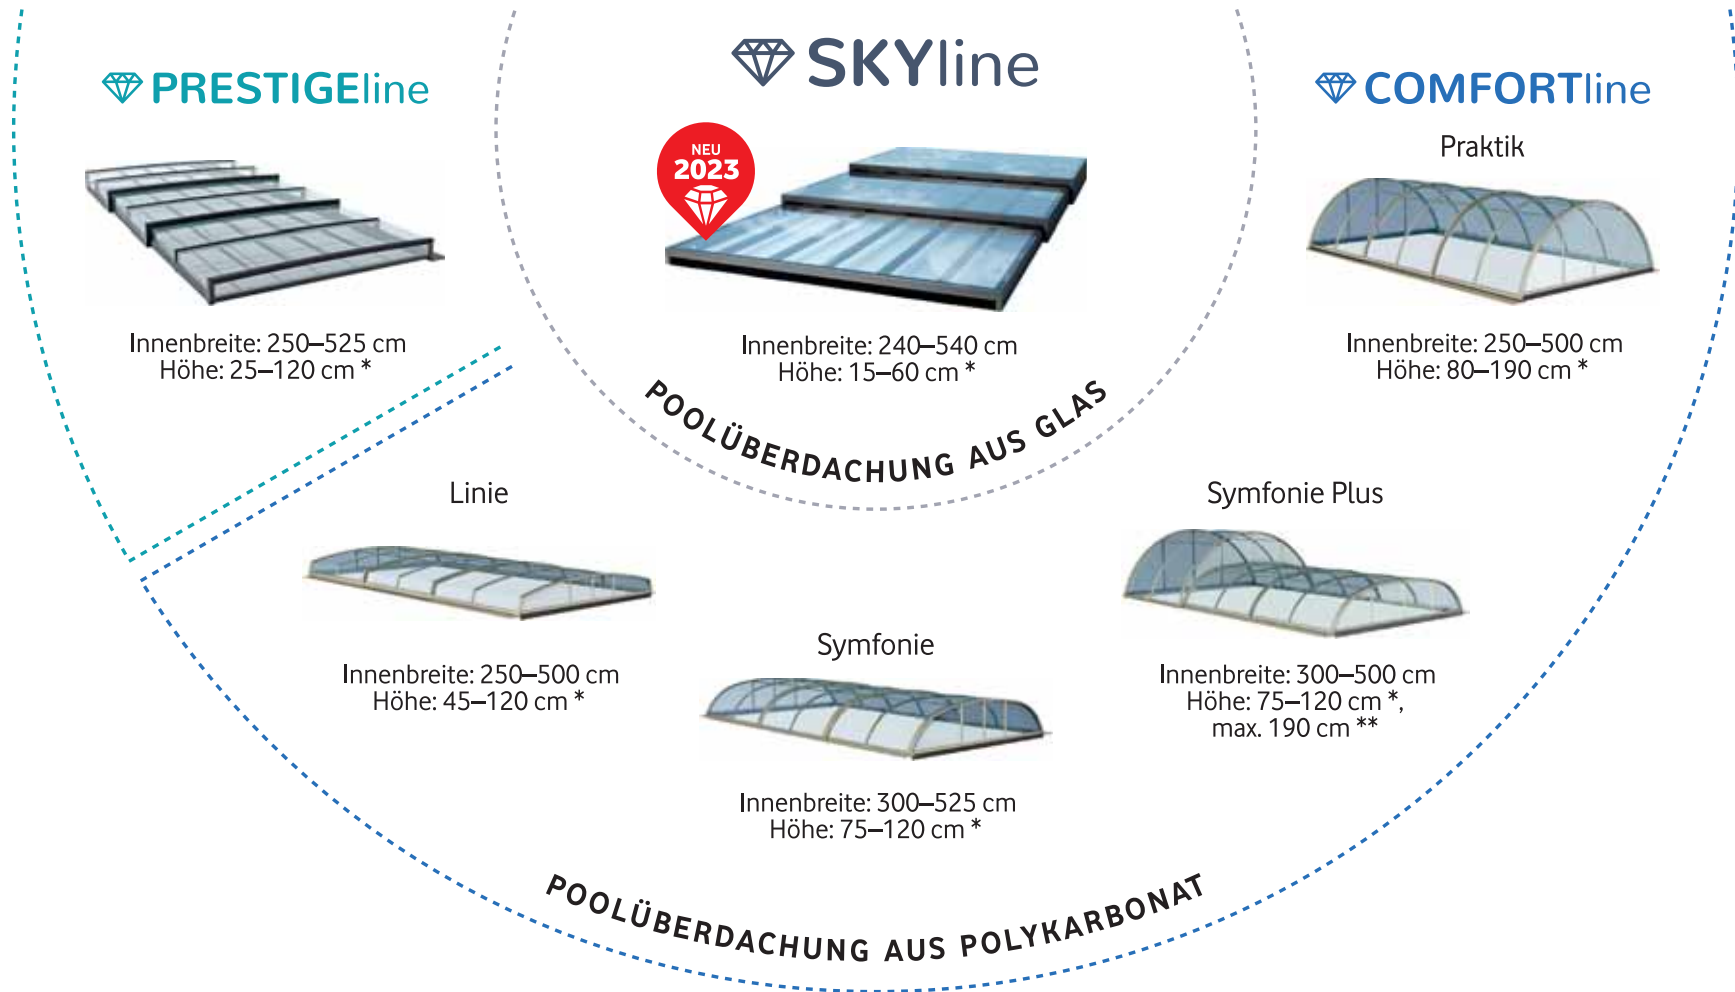 PRESTIGEline
Innenbreite: 250–525 cm
Höhe: 25–120 cm *
SKYline
NEU
2023
Innenbreite: 240–540 cm
Höhe: 15–60 cm *
POOLÜBERDACHUNG AUS GLAS
COMFORTline
Praktik
Innenbreite: 250–500 cm
Höhe: 80–190 cm *
Linie
Innenbreite: 250–500 cm
Höhe: 45–120 cm *
Symfonie
Innenbreite: 300–525 cm
Höhe: 75–120 cm *
Symfonie Plus
Innenbreite: 300–500 cm
Höhe: 75–120 cm *,
max. 190 cm **
POOLÜBERDACHUNG AUS POLYKARBONAT